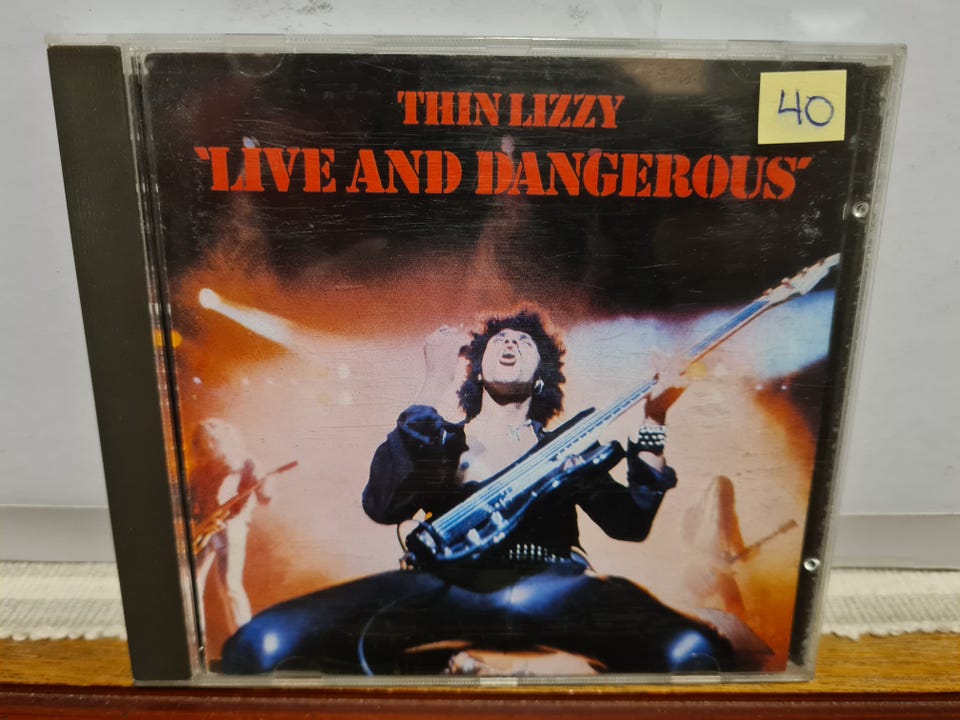 THIN LIZZY
40
"LIVE AND DANGEROUS"